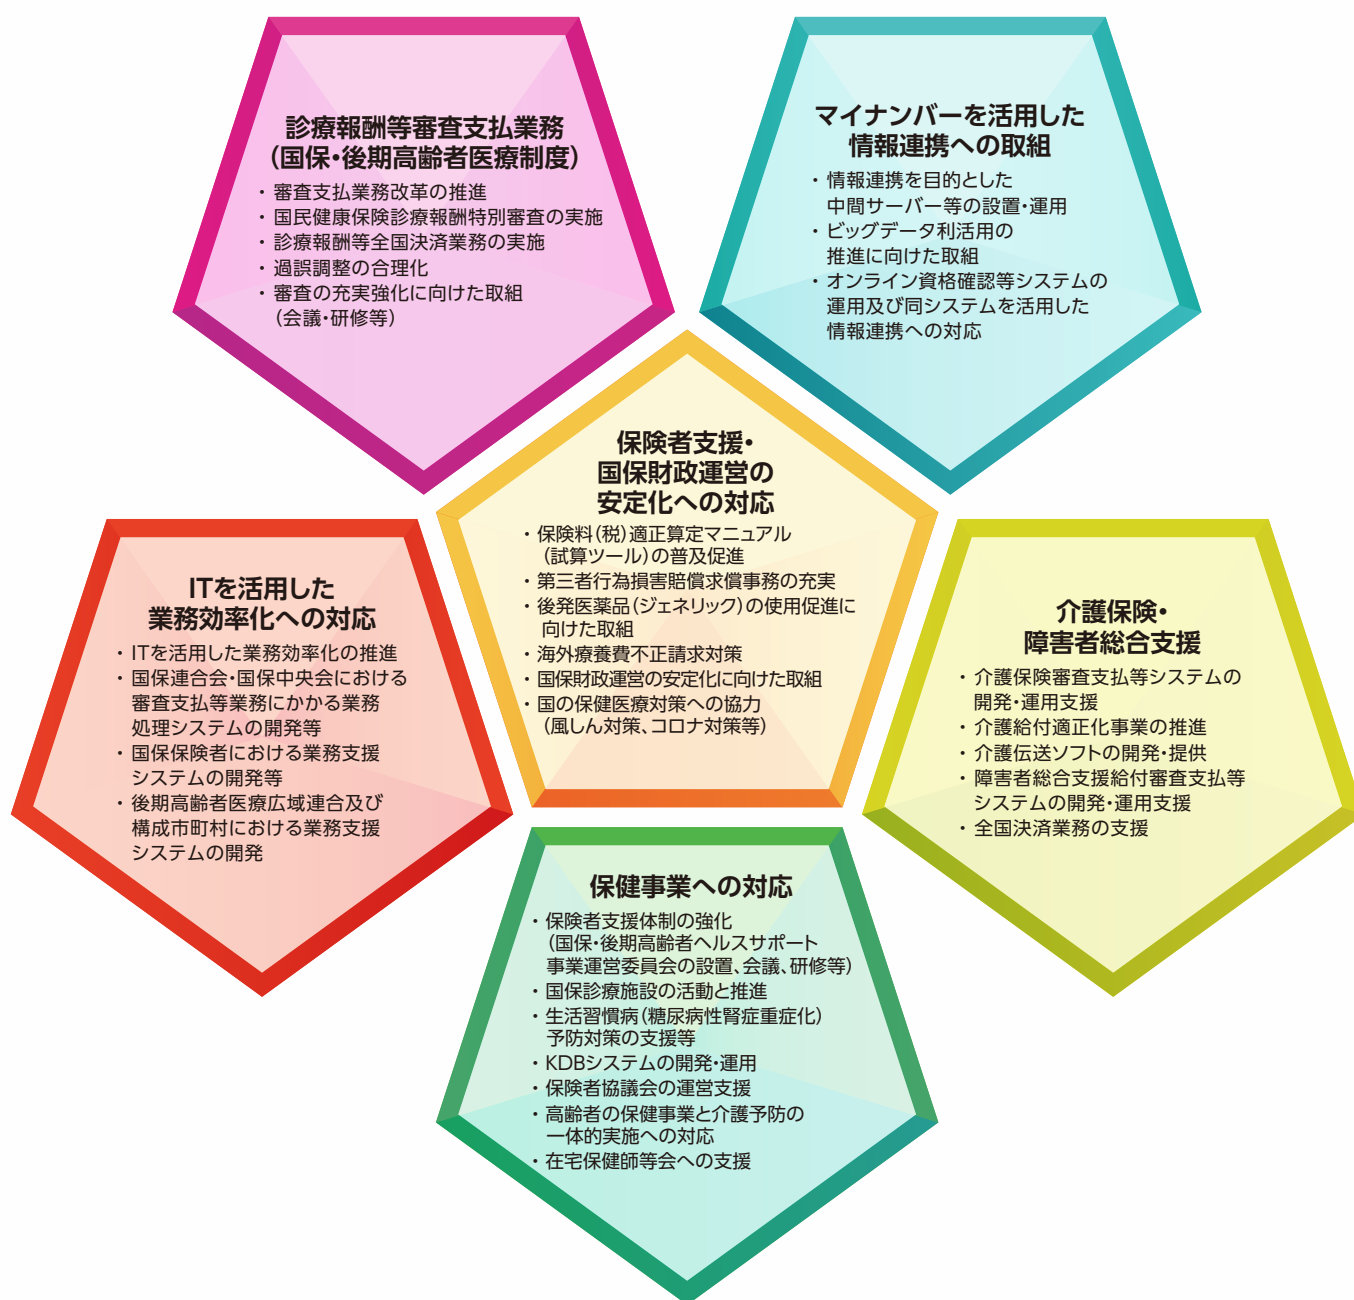 診療報酬等審査支払業務
（国保・後期高齢者医療制度）
・審査支払業務改革の推進
・国民健康保険診療報酬特別審査の実施
・診療報酬等全国決済業務の実施
・過誤調整の合理化
・審査の充実強化に向けた取組
（会議・研修等）
マイナンバーを活用した
情報連携への取組
・情報連携を目的とした
中間サーバー等の設置・運用
・ビッグデータ利活用の
推進に向けた取組
・オンライン資格確認等システムの
運用及び同システムを活用した
情報連携への対応
保険者支援・
国保財政運営の
安定化への対応
・保険料（税）適正算定マニュアル
（試算ツール）の普及促進
・第三者行為損害賠償求償事務の充実
・後発医薬品（ジェネリック）の使用促進に
向けた取組
・海外療養費不正請求対策
・国保財政運営の安定化に向けた取組
・国の保健医療対策への協力
（風しん対策、コロナ対策等）
ITを活用した
業務効率化への対応
・ITを活用した業務効率化の推進
・国保連合会・国保中央会における
審査支払等業務にかかる業務
処理システムの開発等
・国保保険者における業務支援
システムの開発等
・後期高齢者医療広域連合及び
構成市町村における業務支援
システムの開発
介護保険・
障害者総合支援
・介護保険審査支払等システムの
開発・運用支援
・介護給付適正化事業の推進
・介護伝送ソフトの開発・提供
・障害者総合支援給付審査支払等
システムの開発・運用支援
・全国決済業務の支援
保健事業への対応
・保険者支援体制の強化
（国保・後期高齢者ヘルスサポート
事業運営委員会の設置、会議、研修等）
・国保診療施設の活動と推進
・生活習慣病（糖尿病性腎症重症化）
予防対策の支援等
・KDBシステムの開発・運用
・保険者協議会の運営支援
・高齢者の保健事業と介護予防の
一体的実施への対応
・在宅保健師等会への支援